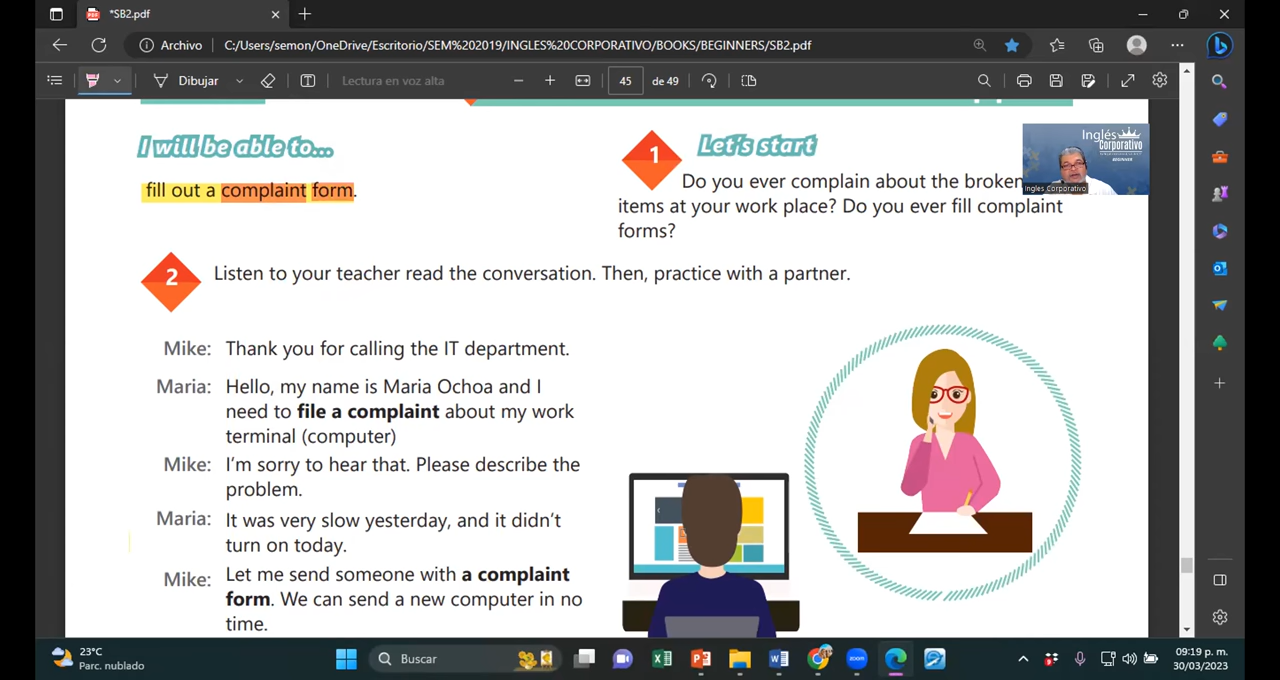 *SB2.pdf
Archivo
C:/Users/semon/OneDrive/Escritorio/SEM%202019/INGLES%20CORPORATIVO/BOOKS/BEGINNERS/SB2.pdf
Dibujar
Lectura en voz alta
45
de 49
I will be able to...
fill out a complaint form.
1
Let's start
Do you ever complain about the broken
items at your work place? Do you ever fill complaint
forms?
Inglés
Corporativo
BEGINNER
Ingles Corporativo
2
Listen to your teacher read the conversation. Then, practice with a partner.
Mike: Thank you for calling the IT department.
Maria: Hello, my name is Maria Ochoa and I
need to file a complaint about my work
terminal (computer)
Mike: I'm sorry to hear that. Please describe the
problem.
Maria: It was very slow yesterday, and it didn't
turn on today.
Mike: Let me send someone with a complaint
form. We can send a new computer in no
time.
23°C
Parc. nublado
Buscar
zoom
09:19 p. m.
30/03/2023